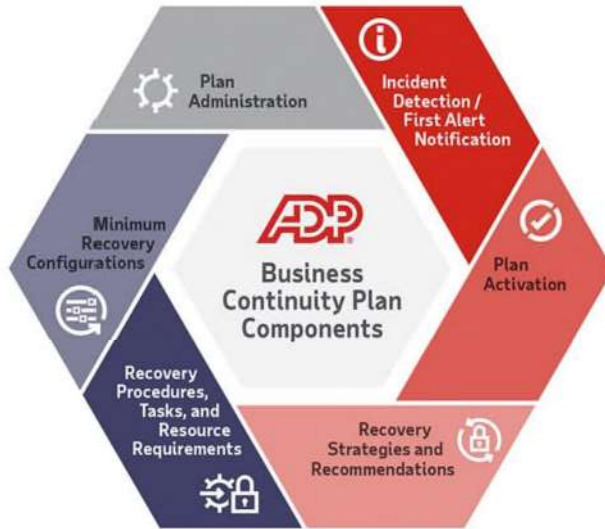 Plan
Administration
Incident
Detection /
First Alert
Notification
Minimum
Recovery
Configurations
ADP
Business
Continuity Plan
Components
Plan
Activation
Recovery
Procedures,
Tasks, and
Resource
Requirements
Recovery
Strategies and
Recommendations